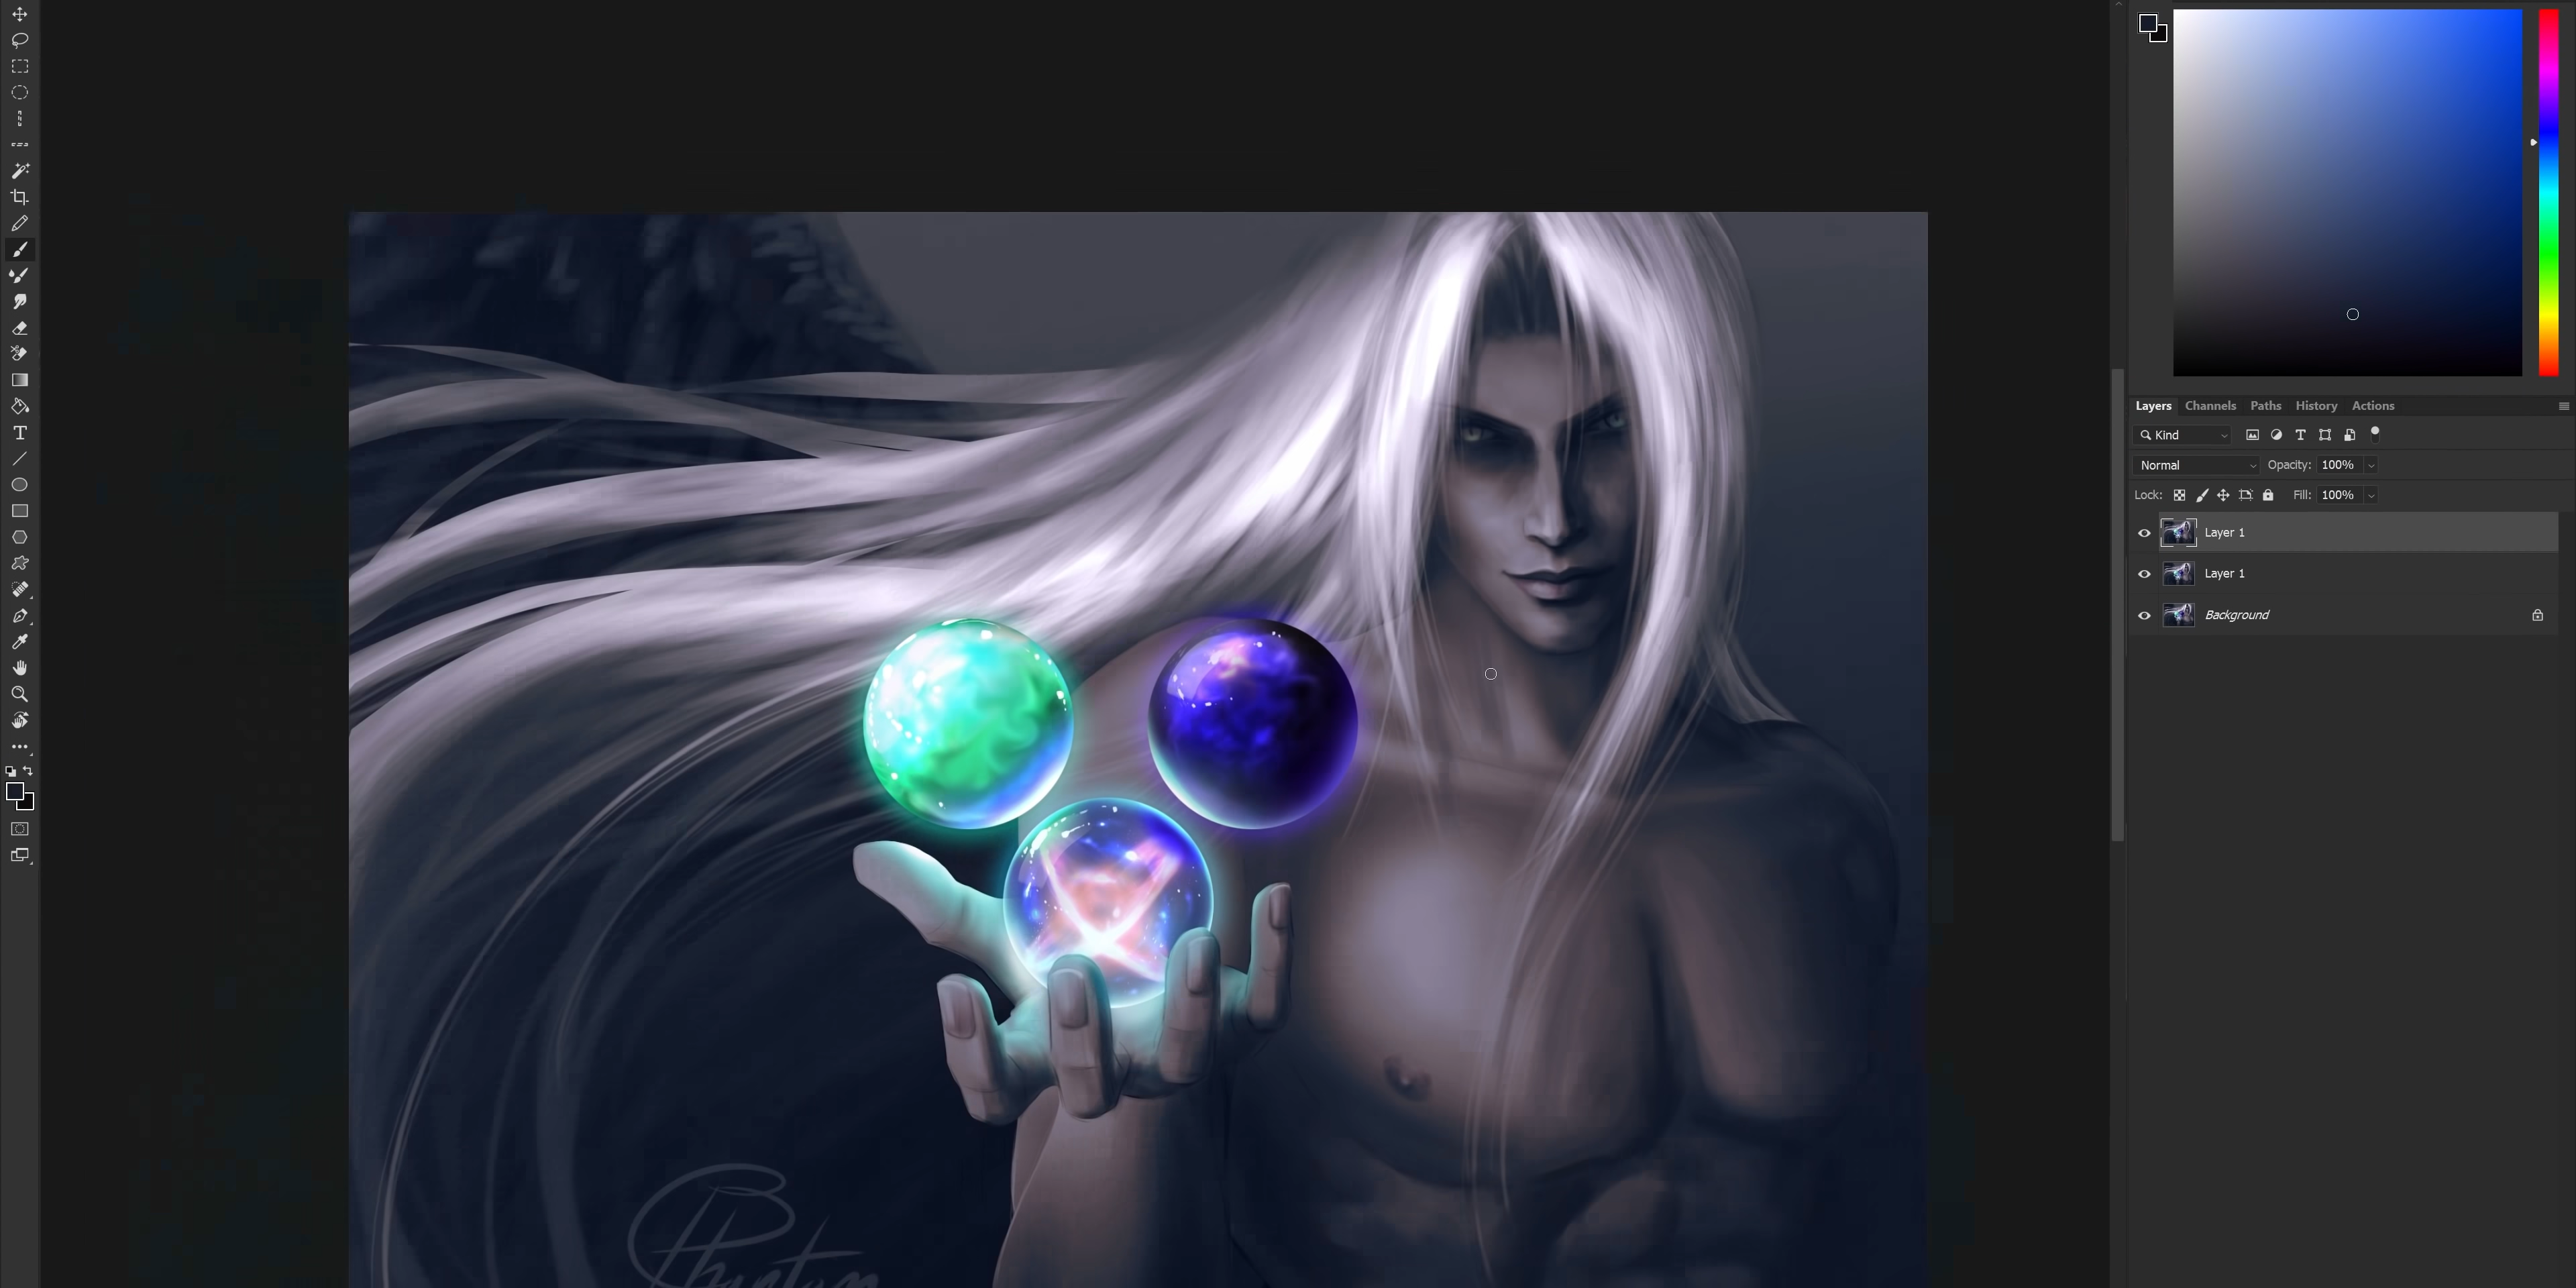 Layers Channels Paths History Actions
Kind
Normal Opacity: 100%
Lock: Fill: 100%
Layer 1
Layer 1
Background